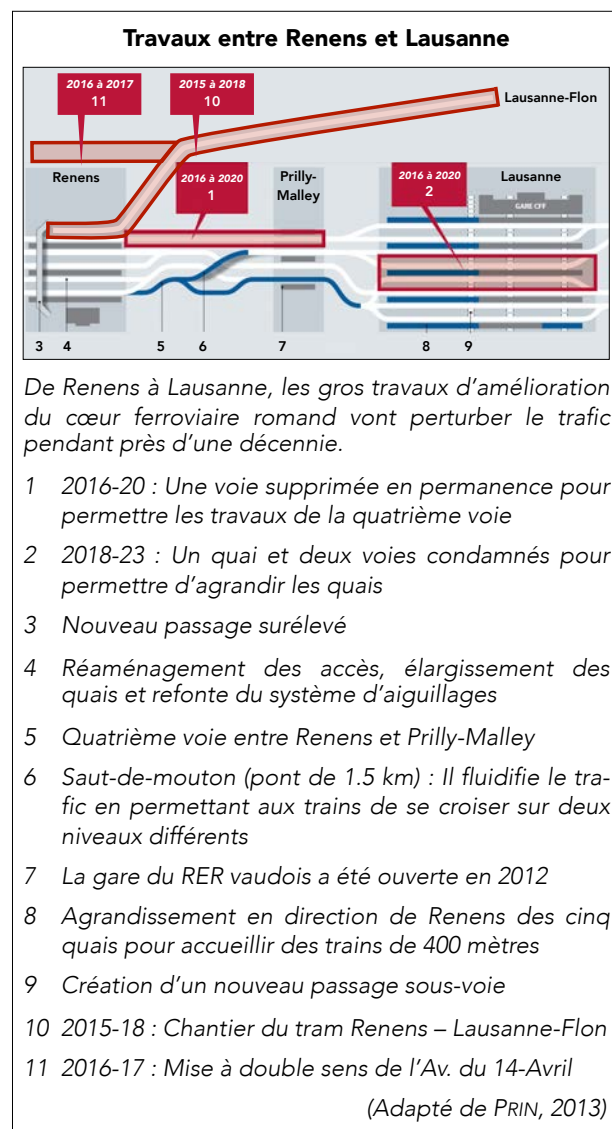 Travaux entre Renens et Lausanne
2016 à 2017
11
2015 à 2018
10
Lausanne-Flon
Renens
2016 à 2020
1
Prilly-
Malley
2016 à 2020
2
Lausanne
GARE CFF
3 4 5 6 7 8 9
De Renens à Lausanne, les gros travaux d'amélioration
du cœur ferroviaire romand vont perturber le trafic
pendant près d'une décennie.
1 2016-20 : Une voie supprimée en permanence pour
permettre les travaux de la quatrième voie
2 2018-23 : Un quai et deux voies condamnés pour
permettre d'agrandir les quais
3 Nouveau passage surélevé
4 Réaménagement des accès, élargissement des
quais et refonte du système d'aiguillages
5 Quatrième voie entre Renens et Prilly-Malley
6 Saut-de-mouton (pont de 1.5 km) : Il fluidifie le tra-
fic en permettant aux trains de se croiser sur deux
niveaux différents
7 La gare du RER vaudois a été ouverte en 2012
8 Agrandissement en direction de Renens des cinq
quais pour accueillir des trains de 400 mètres
9 Création d'un nouveau passage sous-voie
10 2015-18 : Chantier du tram Renens – Lausanne-Flon
11 2016-17 : Mise à double sens de l'Av. du 14-Avril
(Adapté de PRIN, 2013)